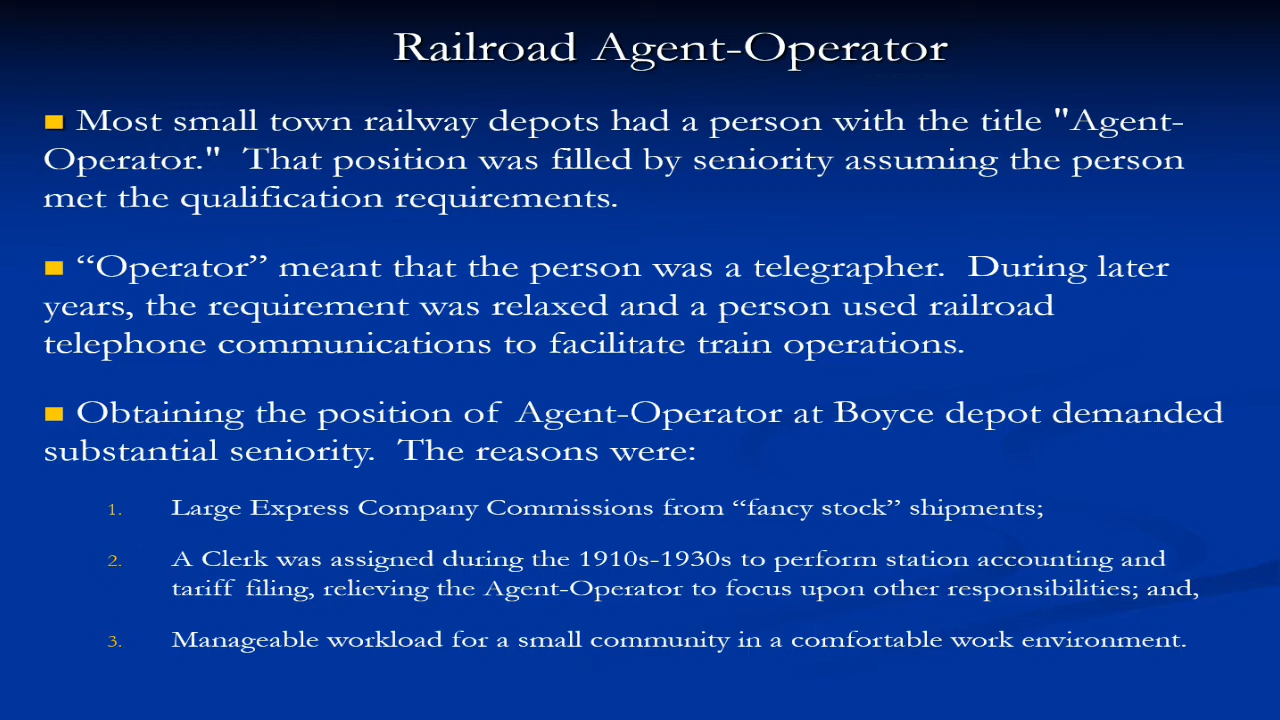 Railroad Agent-Operator
Most small town railway depots had a person with the title "Agent-
Operator."  That position was filled by seniority assuming the person
met the qualification requirements.
“Operator” meant that the person was a telegrapher.  During later
years, the requirement was relaxed and a person used railroad
telephone communications to facilitate train operations.
Obtaining the position of Agent-Operator at Boyce depot demanded
substantial seniority.  The reasons were:
1. Large Express Company Commissions from “fancy stock” shipments;
2. A Clerk was assigned during the 1910s-1930s to perform station accounting and
tariff filing, relieving the Agent-Operator to focus upon other responsibilities; and,
3. Manageable workload for a small community in a comfortable work environment.